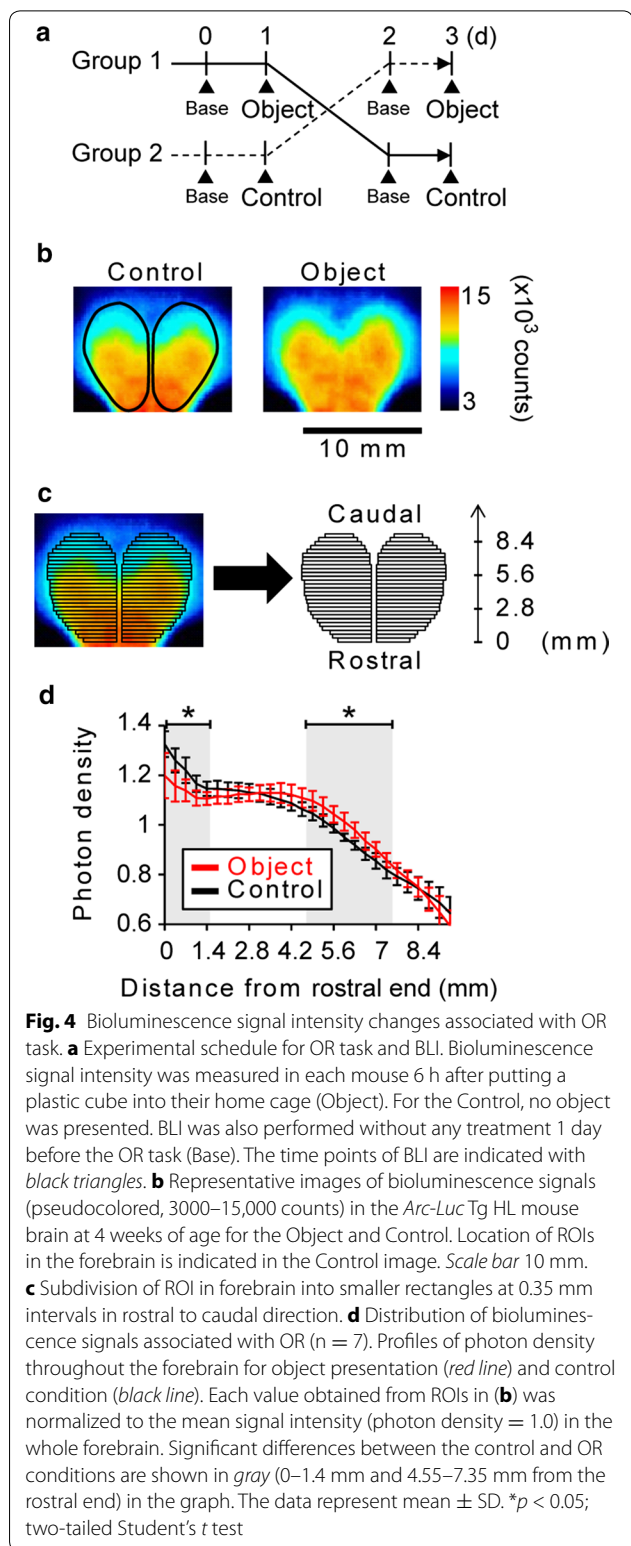 a
0 1 2 3 (d)
Group 1
Base Object Base Object
Group 2
Base Control Base Control
b
Control Object
15
3
(x10³ counts)
10 mm
c
Caudal
8.4
5.6
2.8
0 (mm)
Rostral
d
* *
1.4
1.2
1
0.8
0.6
Photon density
Object
Control
0 1.4 2.8 4.2 5.6 7 8.4
Distance from rostral end (mm)
Fig. 4 Bioluminescence signal intensity changes associated with OR
task. a Experimental schedule for OR task and BLI. Bioluminescence
signal intensity was measured in each mouse 6 h after putting a
plastic cube into their home cage (Object). For the Control, no object
was presented. BLI was also performed without any treatment 1 day
before the OR task (Base). The time points of BLI are indicated with
black triangles. b Representative images of bioluminescence signals
(pseudocolored, 3000–15,000 counts) in the Arc-Luc Tg HL mouse
brain at 4 weeks of age for the Object and Control. Location of ROIs
in the forebrain is indicated in the Control image. Scale bar 10 mm.
c Subdivision of ROI in forebrain into smaller rectangles at 0.35 mm
intervals in rostral to caudal direction. d Distribution of biolumines-
cence signals associated with OR (n = 7). Profiles of photon density
throughout the forebrain for object presentation (red line) and control
condition (black line). Each value obtained from ROIs in (b) was
normalized to the mean signal intensity (photon density = 1.0) in the
whole forebrain. Significant differences between the control and OR
conditions are shown in gray (0–1.4 mm and 4.55–7.35 mm from the
rostral end) in the graph. The data represent mean ± SD. *p < 0.05;
two-tailed Student's t test